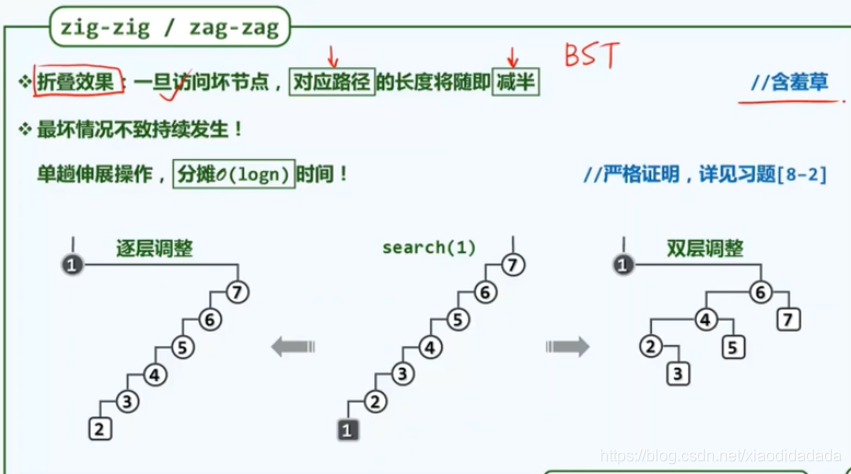 zig-zig / zag-zag
BST
❖ 折叠效果：一旦访问坏节点，对应路径的长度将随即减半 //含羞草
❖ 最坏情况不致持续发生！
单趟伸展操作，分摊O(logn)时间！ //严格证明，详见习题[8-2]
逐层调整 search(1) 双层调整
1 7 1
7 6 6
6 5 4 7
5 4 2 5
4 3 3
3 2
2 1
https://blog.csdn.net/xiaodidadada